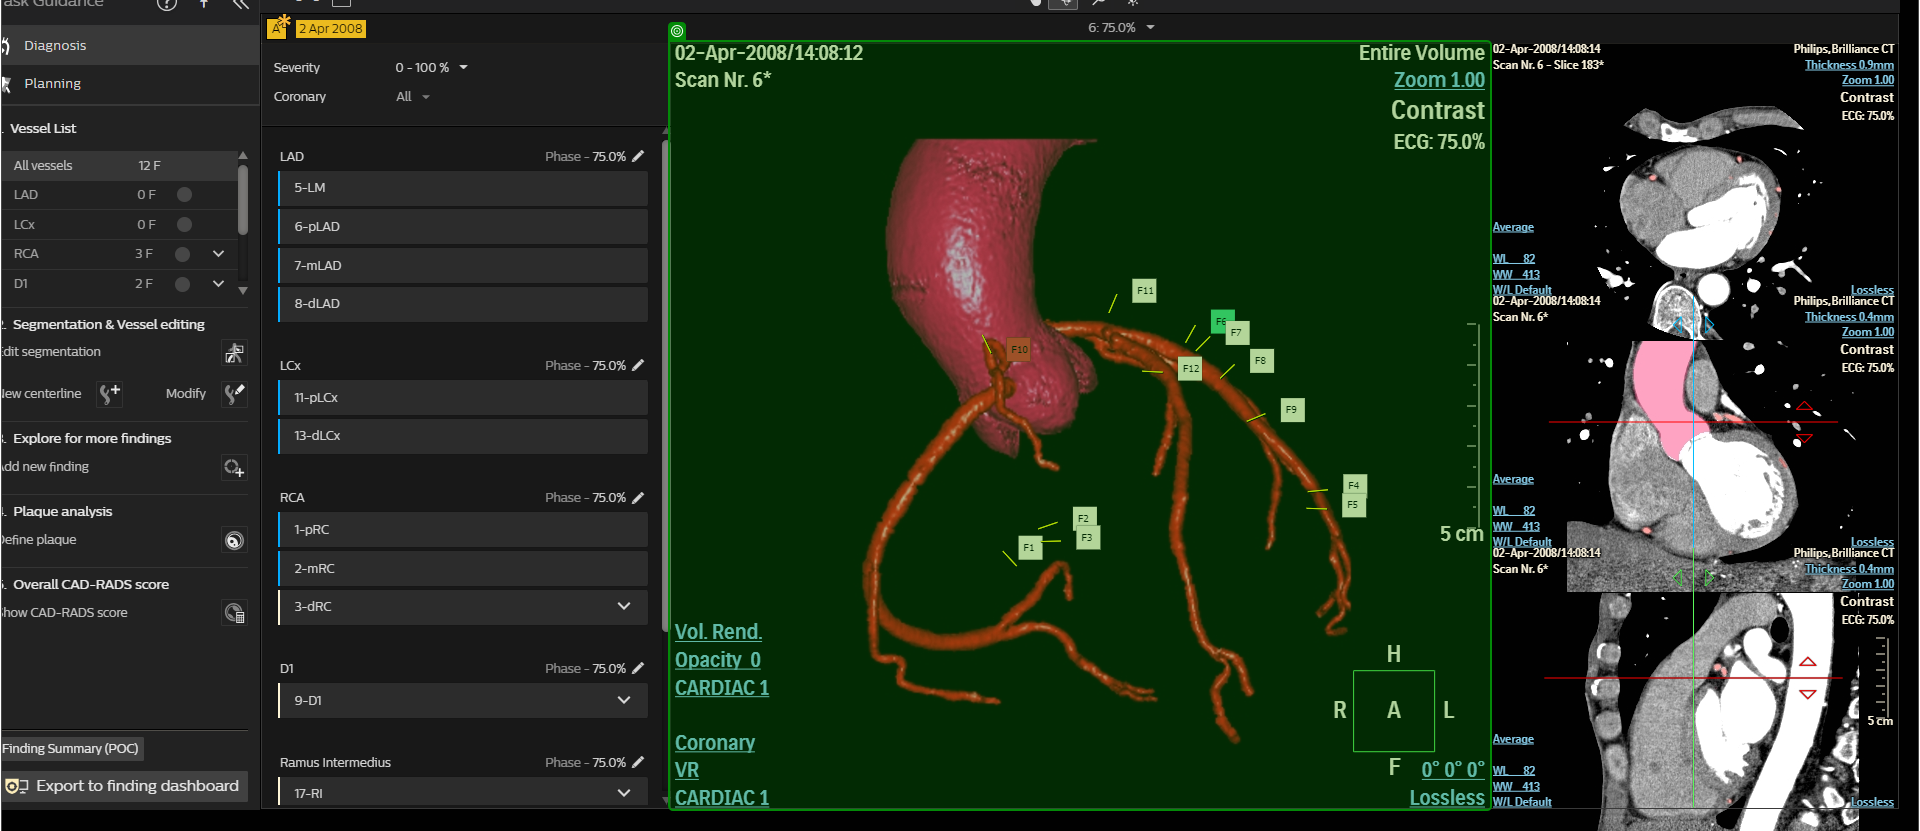 ask Guidance
Diagnosis
Planning
Vessel List
All vessels 12 F
LAD 0 F
LCx 0 F
RCA 3 F
D1 2 F
Segmentation & Vessel editing
Edit segmentation
New centerline Modify
Explore for more findings
Add new finding
Plaque analysis
Define plaque
Overall CAD-RADS score
Show CAD-RADS score
Finding Summary (POC)
Export to finding dashboard
A* 2 Apr 2008
Severity 0 - 100 %
Coronary All
LAD Phase - 75.0%
5-LM
6-pLAD
7-mLAD
8-dLAD
LCx Phase - 75.0%
11-pLCx
13-dLCx
RCA Phase - 75.0%
1-pRC
2-mRC
3-dRC
D1 Phase - 75.0%
9-D1
Ramus Intermedius Phase - 75.0%
17-RI
6: 75.0%
02-Apr-2008/14:08:12
Scan Nr. 6*
Entire Volume
Zoom 1.00
Contrast
ECG: 75.0%
F11
F6
F7
F10
F8
F12
F9
F4
F5
F2
F3
F1
5 cm
Vol. Rend.
Opacity 0
CARDIAC 1
Coronary
VR
CARDIAC 1
H
R A L
F
0° 0° 0°
Lossless
02-Apr-2008/14:08:14
Scan Nr. 6 - Slice 183*
Philips, Brilliance CT
Thickness 0.9mm
Zoom 1.00
Contrast
ECG: 75.0%
Average
WL 82
WW 413
W/L Default
Lossless
02-Apr-2008/14:08:14
Scan Nr. 6*
Philips, Brilliance CT
Thickness 0.4mm
Zoom 1.00
Contrast
ECG: 75.0%
Average
WL 82
WW 413
W/L Default
Lossless
02-Apr-2008/14:08:14
Scan Nr. 6*
Philips, Brilliance CT
Thickness 0.4mm
Zoom 1.00
Contrast
ECG: 75.0%
5 cm
Average
WL 82
WW 413
W/L Default
Lossless